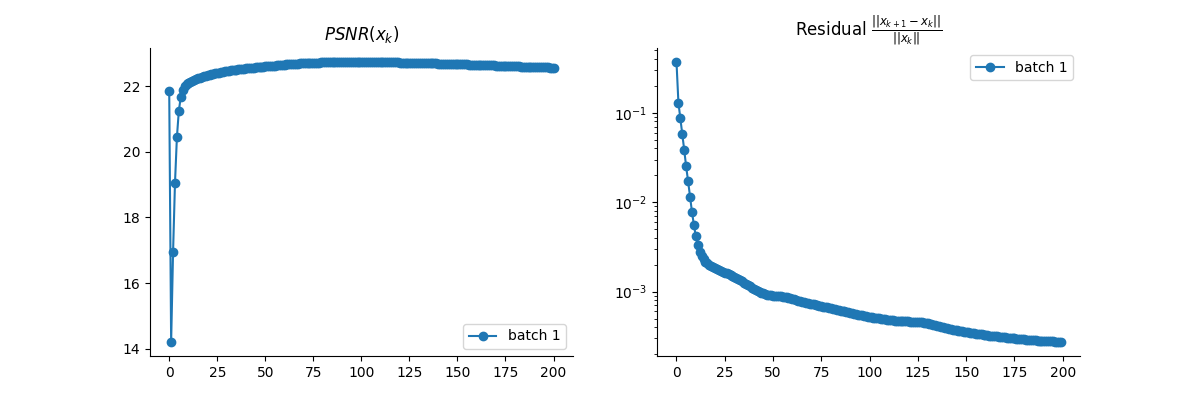 PSNR(x_k)
22
20
18
16
14
0 25 50 75 100 125 150 175 200
batch 1
Residual ||x_{k+1} − x_k|| / ||x_k||
10^{−1}
10^{−2}
10^{−3}
0 25 50 75 100 125 150 175 200
batch 1